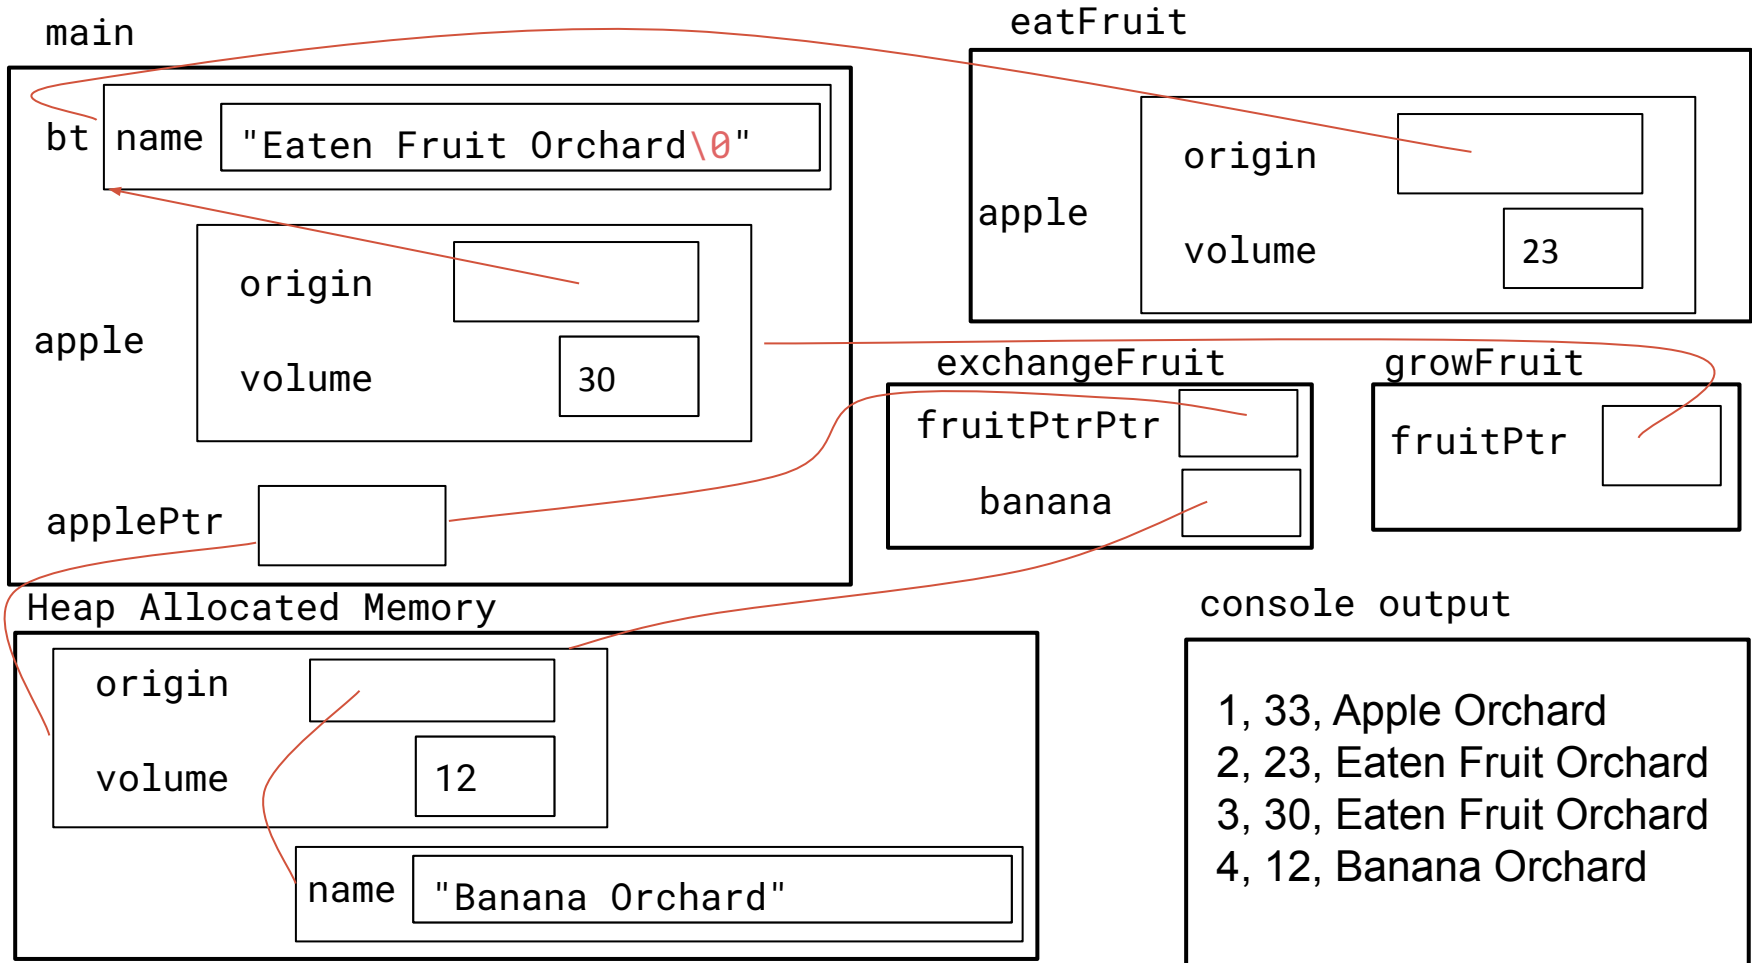 main
bt name "Eaten Fruit Orchard\0"
apple
origin
volume 30
applePtr
eatFruit
apple
origin
volume 23
exchangeFruit
fruitPtrPtr
banana
growFruit
fruitPtr
Heap Allocated Memory
origin
volume 12
name "Banana Orchard"
console output
1, 33, Apple Orchard
2, 23, Eaten Fruit Orchard
3, 30, Eaten Fruit Orchard
4, 12, Banana Orchard